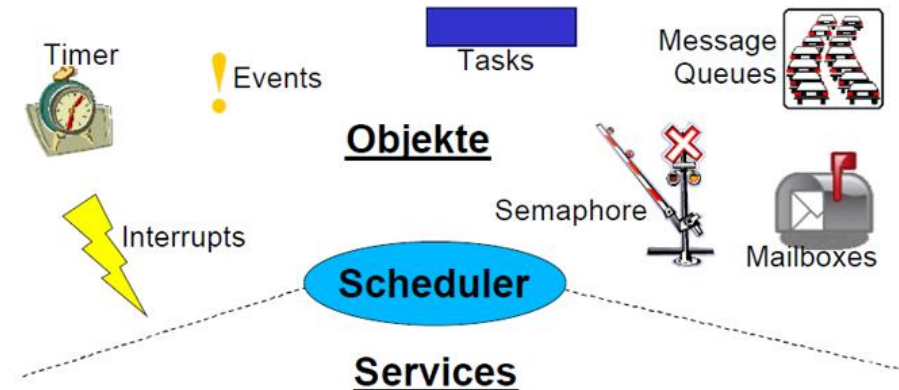 Timer
Events
Tasks
Message
Queues
Objekte
Interrupts
Semaphore
Mailboxes
Scheduler
Services